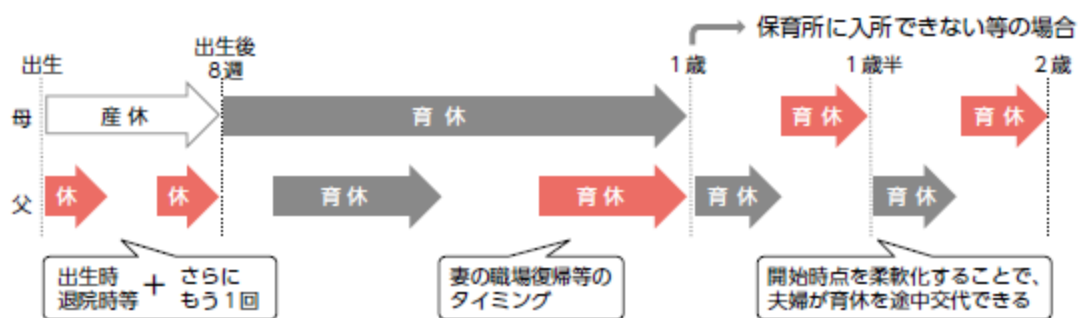 保育所に入所できない等の場合
出生
出生後
8週
1歳
1歳半
2歳
母
産休
育休
育休
育休
父
休
休
育休
育休
育休
育休
出生時
退院時等
+
さらに
もう1回
妻の職場復帰等の
タイミング
開始時点を柔軟化することで、
夫婦が育休を途中交代できる